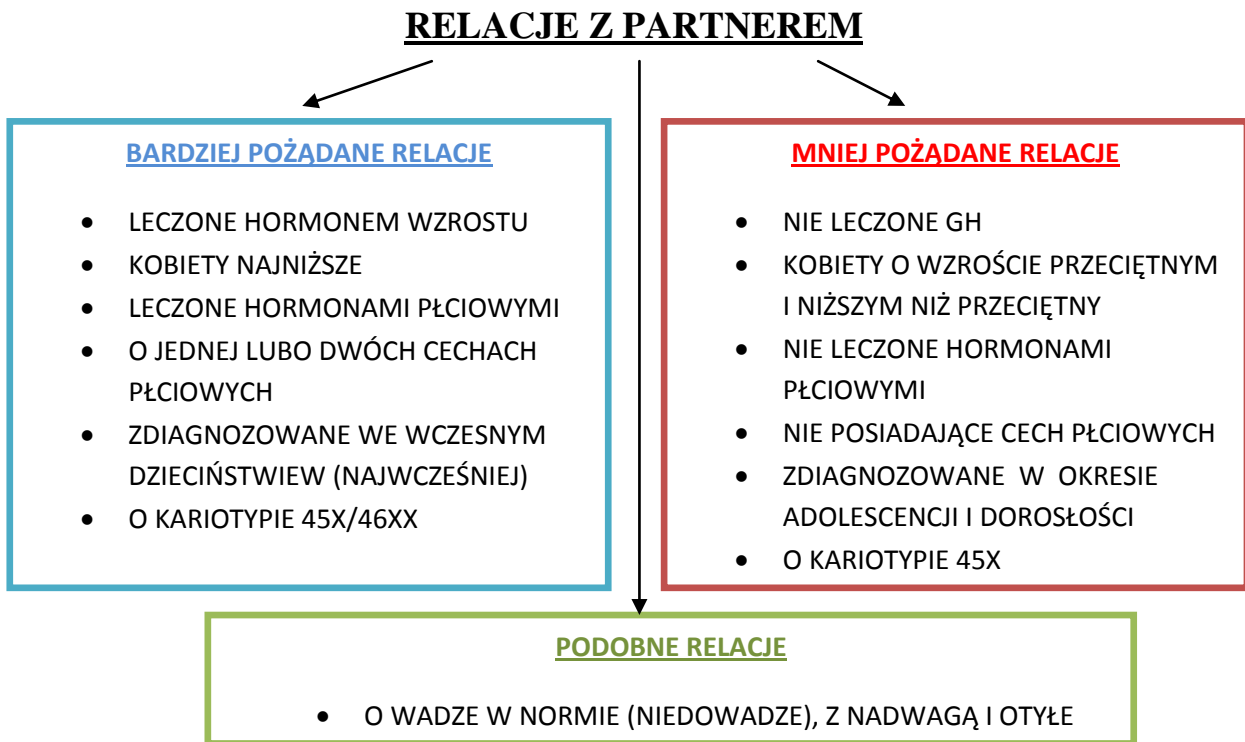 RELACJE Z PARTNEREM
BARDZIEJ POŻĄDANE RELACJE
• LECZONE HORMONEM WZROSTU
• KOBIETY NAJNIŻSZE
• LECZONE HORMONAMI PŁCIOWYMI
• O JEDNEJ LUBO DWÓCH CECHACH
PŁCIOWYCH
• ZDIAGNOZOWANE WE WCZESNYM
DZIECIŃSTWIEW (NAJWCZEŚNIEJ)
• O KARIOTYPIE 45X/46XX
MNIEJ POŻĄDANE RELACJE
• NIE LECZONE GH
• KOBIETY O WZROŚCIE PRZECIĘTNYM
I NIŻSZYM NIŻ PRZECIĘTNY
• NIE LECZONE HORMONAMI
PŁCIOWYMI
• NIE POSIADAJĄCE CECH PŁCIOWYCH
• ZDIAGNOZOWANE W OKRESIE
ADOLESCENCJI I DOROSŁOŚCI
• O KARIOTYPIE 45X
PODOBNE RELACJE
• O WADZE W NORMIE (NIEDOWADZE), Z NADWAGĄ I OTYŁE